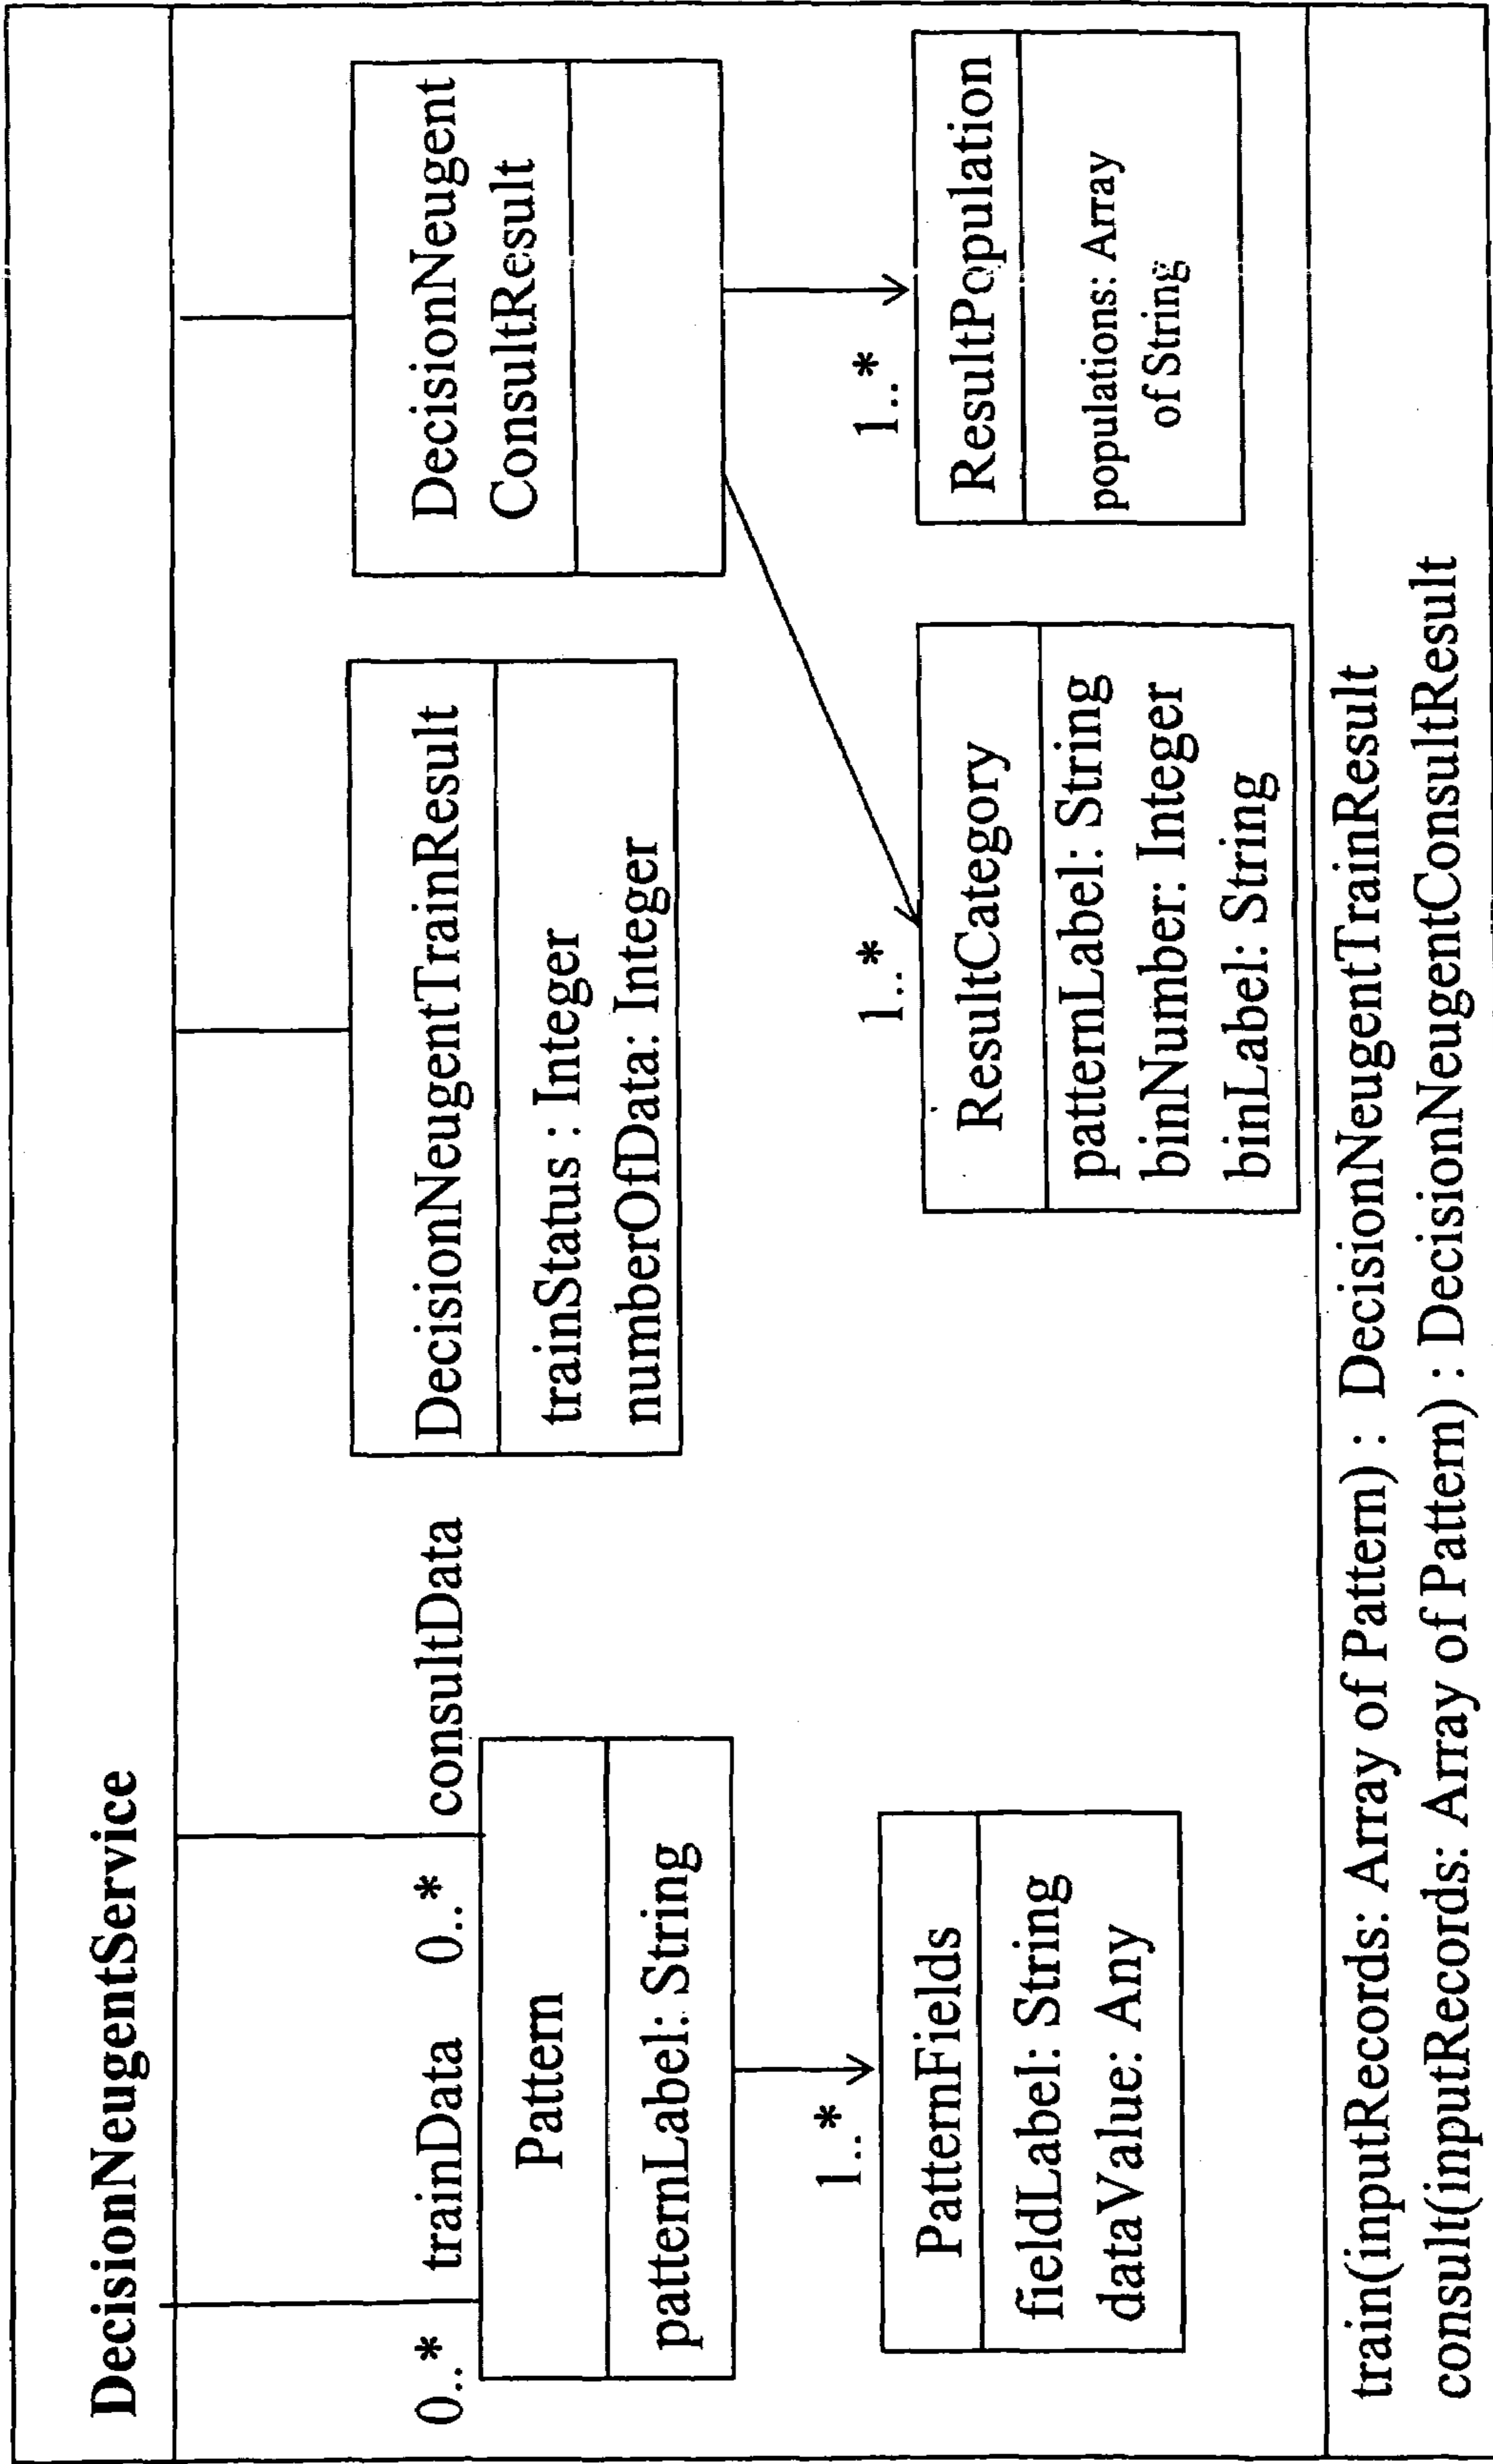 DecisionNeugentService
0..* trainData 0..* consultData
Pattern
patternLabel: String
1..*
PatternFields
fieldLabel: String
dataValue: Any
DecisionNeugentTrainResult
trainStatus : Integer
numberOfData: Integer
DecisionNeugent
ConsultResult
1..*
ResultCategory
patternLabel: String
binNumber: Integer
binLabel: String
1..*
ResultPopulation
populations: Array
of String
train(inputRecords: Array of Pattern) : DecisionNeugentTrainResult
consult(inputRecords: Array of Pattern) : DecisionNeugentConsultResult